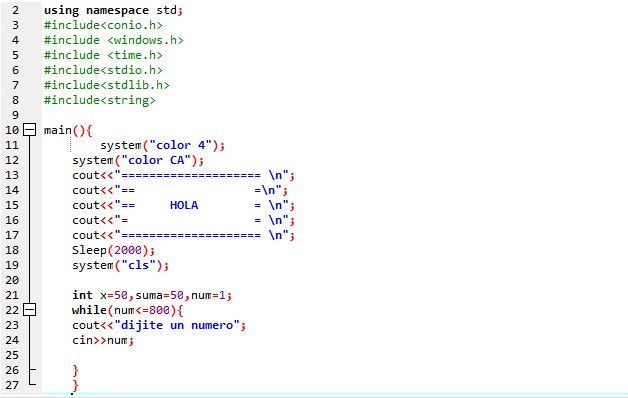 2 using namespace std;
3 #include<conio.h>
4 #include <windows.h>
5 #include <time.h>
6 #include<stdio.h>
7 #include<stdlib.h>
8 #include<string>
9
10 main(){
11 system("color 4");
12 system("color CA");
13 cout<<"==================== \n";
14 cout<<"==                 =\n";
15 cout<<"==     HOLA        = \n";
16 cout<<"=                  = \n";
17 cout<<"==================== \n";
18 Sleep(2000);
19 system("cls");
20
21 int x=50,suma=50,num=1;
22 while(num<=800){
23 cout<<"dijite un numero";
24 cin>>num;
25
26 }
27 }